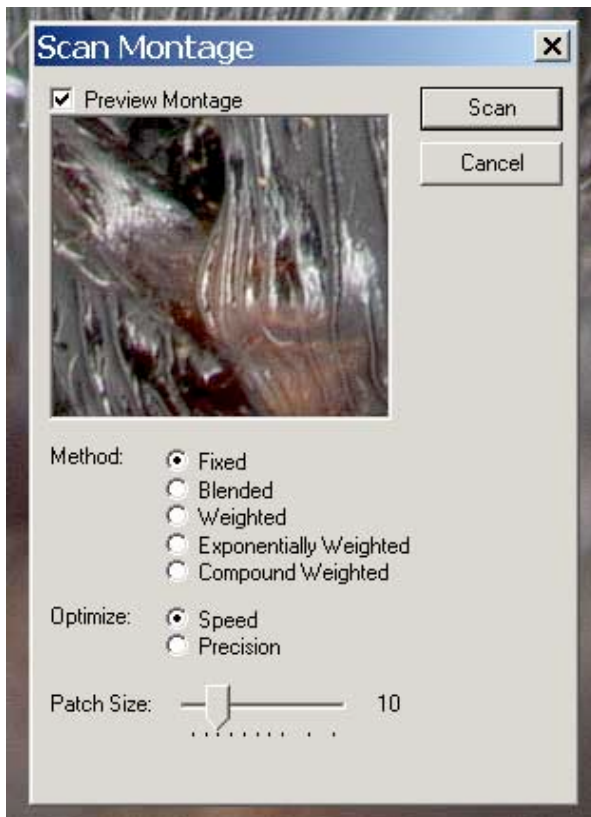 Scan Montage
Preview Montage
Scan
Cancel
Method:
Fixed
Blended
Weighted
Exponentially Weighted
Compound Weighted
Optimize:
Speed
Precision
Patch Size:
10